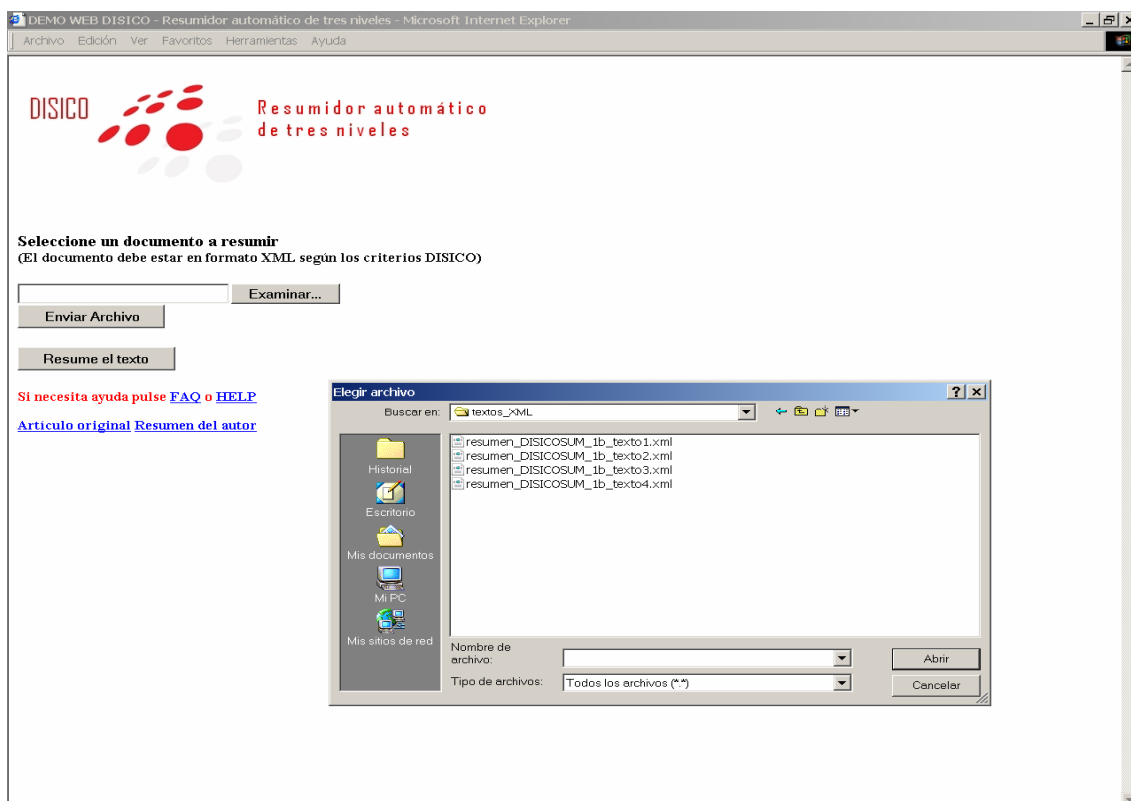 DEMO WEB DISICO - Resumidor automático de tres niveles - Microsoft Internet Explorer
Archivo Edición Ver Favoritos Herramientas Ayuda
DISICO
Resumidor automático
de tres niveles
Seleccione un documento a resumir
(El documento debe estar en formato XML según los criterios DISICO)
Examinar...
Enviar Archivo
Resume el texto
Si necesita ayuda pulse FAQ o HELP
Artículo original Resumen del autor
Elegir archivo
Buscar en: textos_XML
Historial
Escritorio
Mis documentos
Mi PC
Mis sitios de red
resumen_DISICOSUM_1b_texto1.xml
resumen_DISICOSUM_1b_texto2.xml
resumen_DISICOSUM_1b_texto3.xml
resumen_DISICOSUM_1b_texto4.xml
Nombre de
archivo:
Abrir
Tipo de archivos: Todos los archivos (*.*)
Cancelar